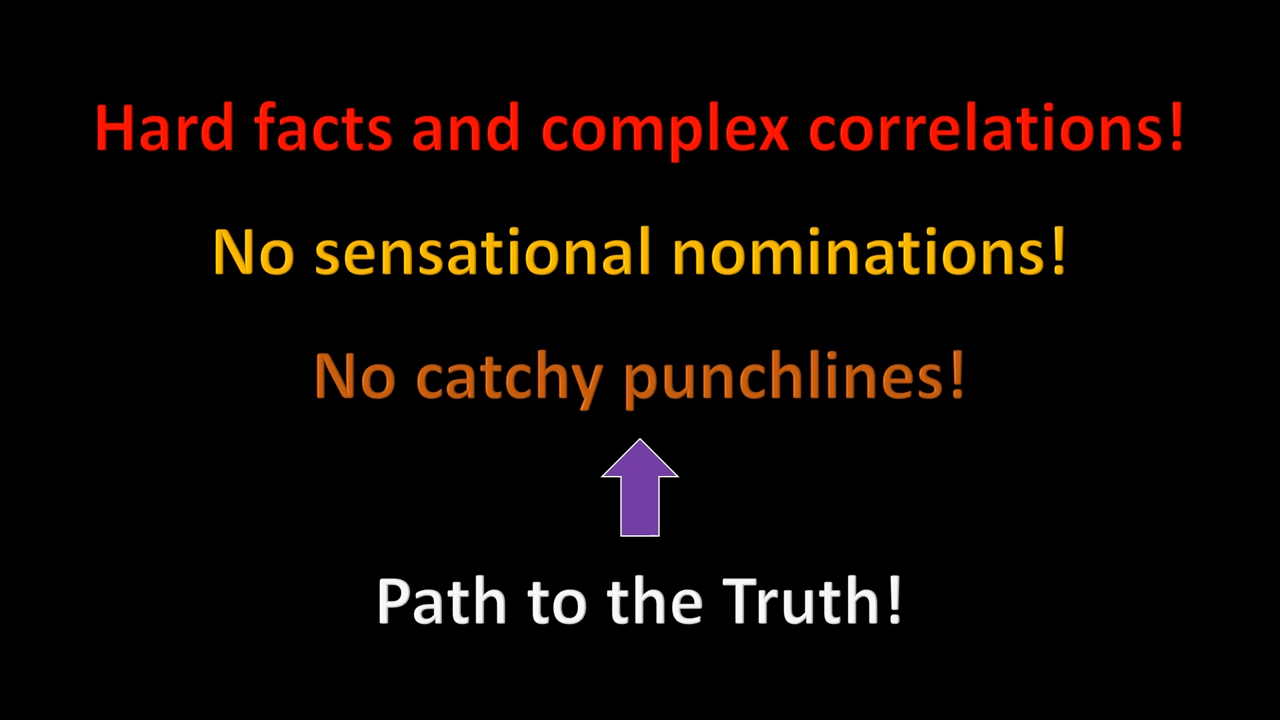 Hard facts and complex correlations!
No sensational nominations!
No catchy punchlines!
Path to the Truth!